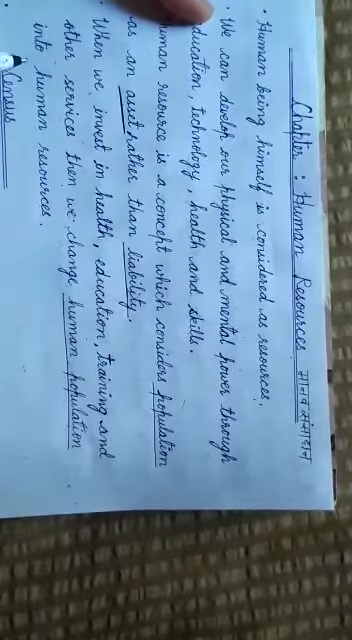 Chapter : Human Resources मानव संसाधन
• Human being himself is considered as resources.
• We can develop our physical and mental power through
education, technology, health and skills.
human resource is a concept which considers population
as an asset rather than liability.
• When we invest in health, education, training and
other services then we change human population
into human resources.
Census